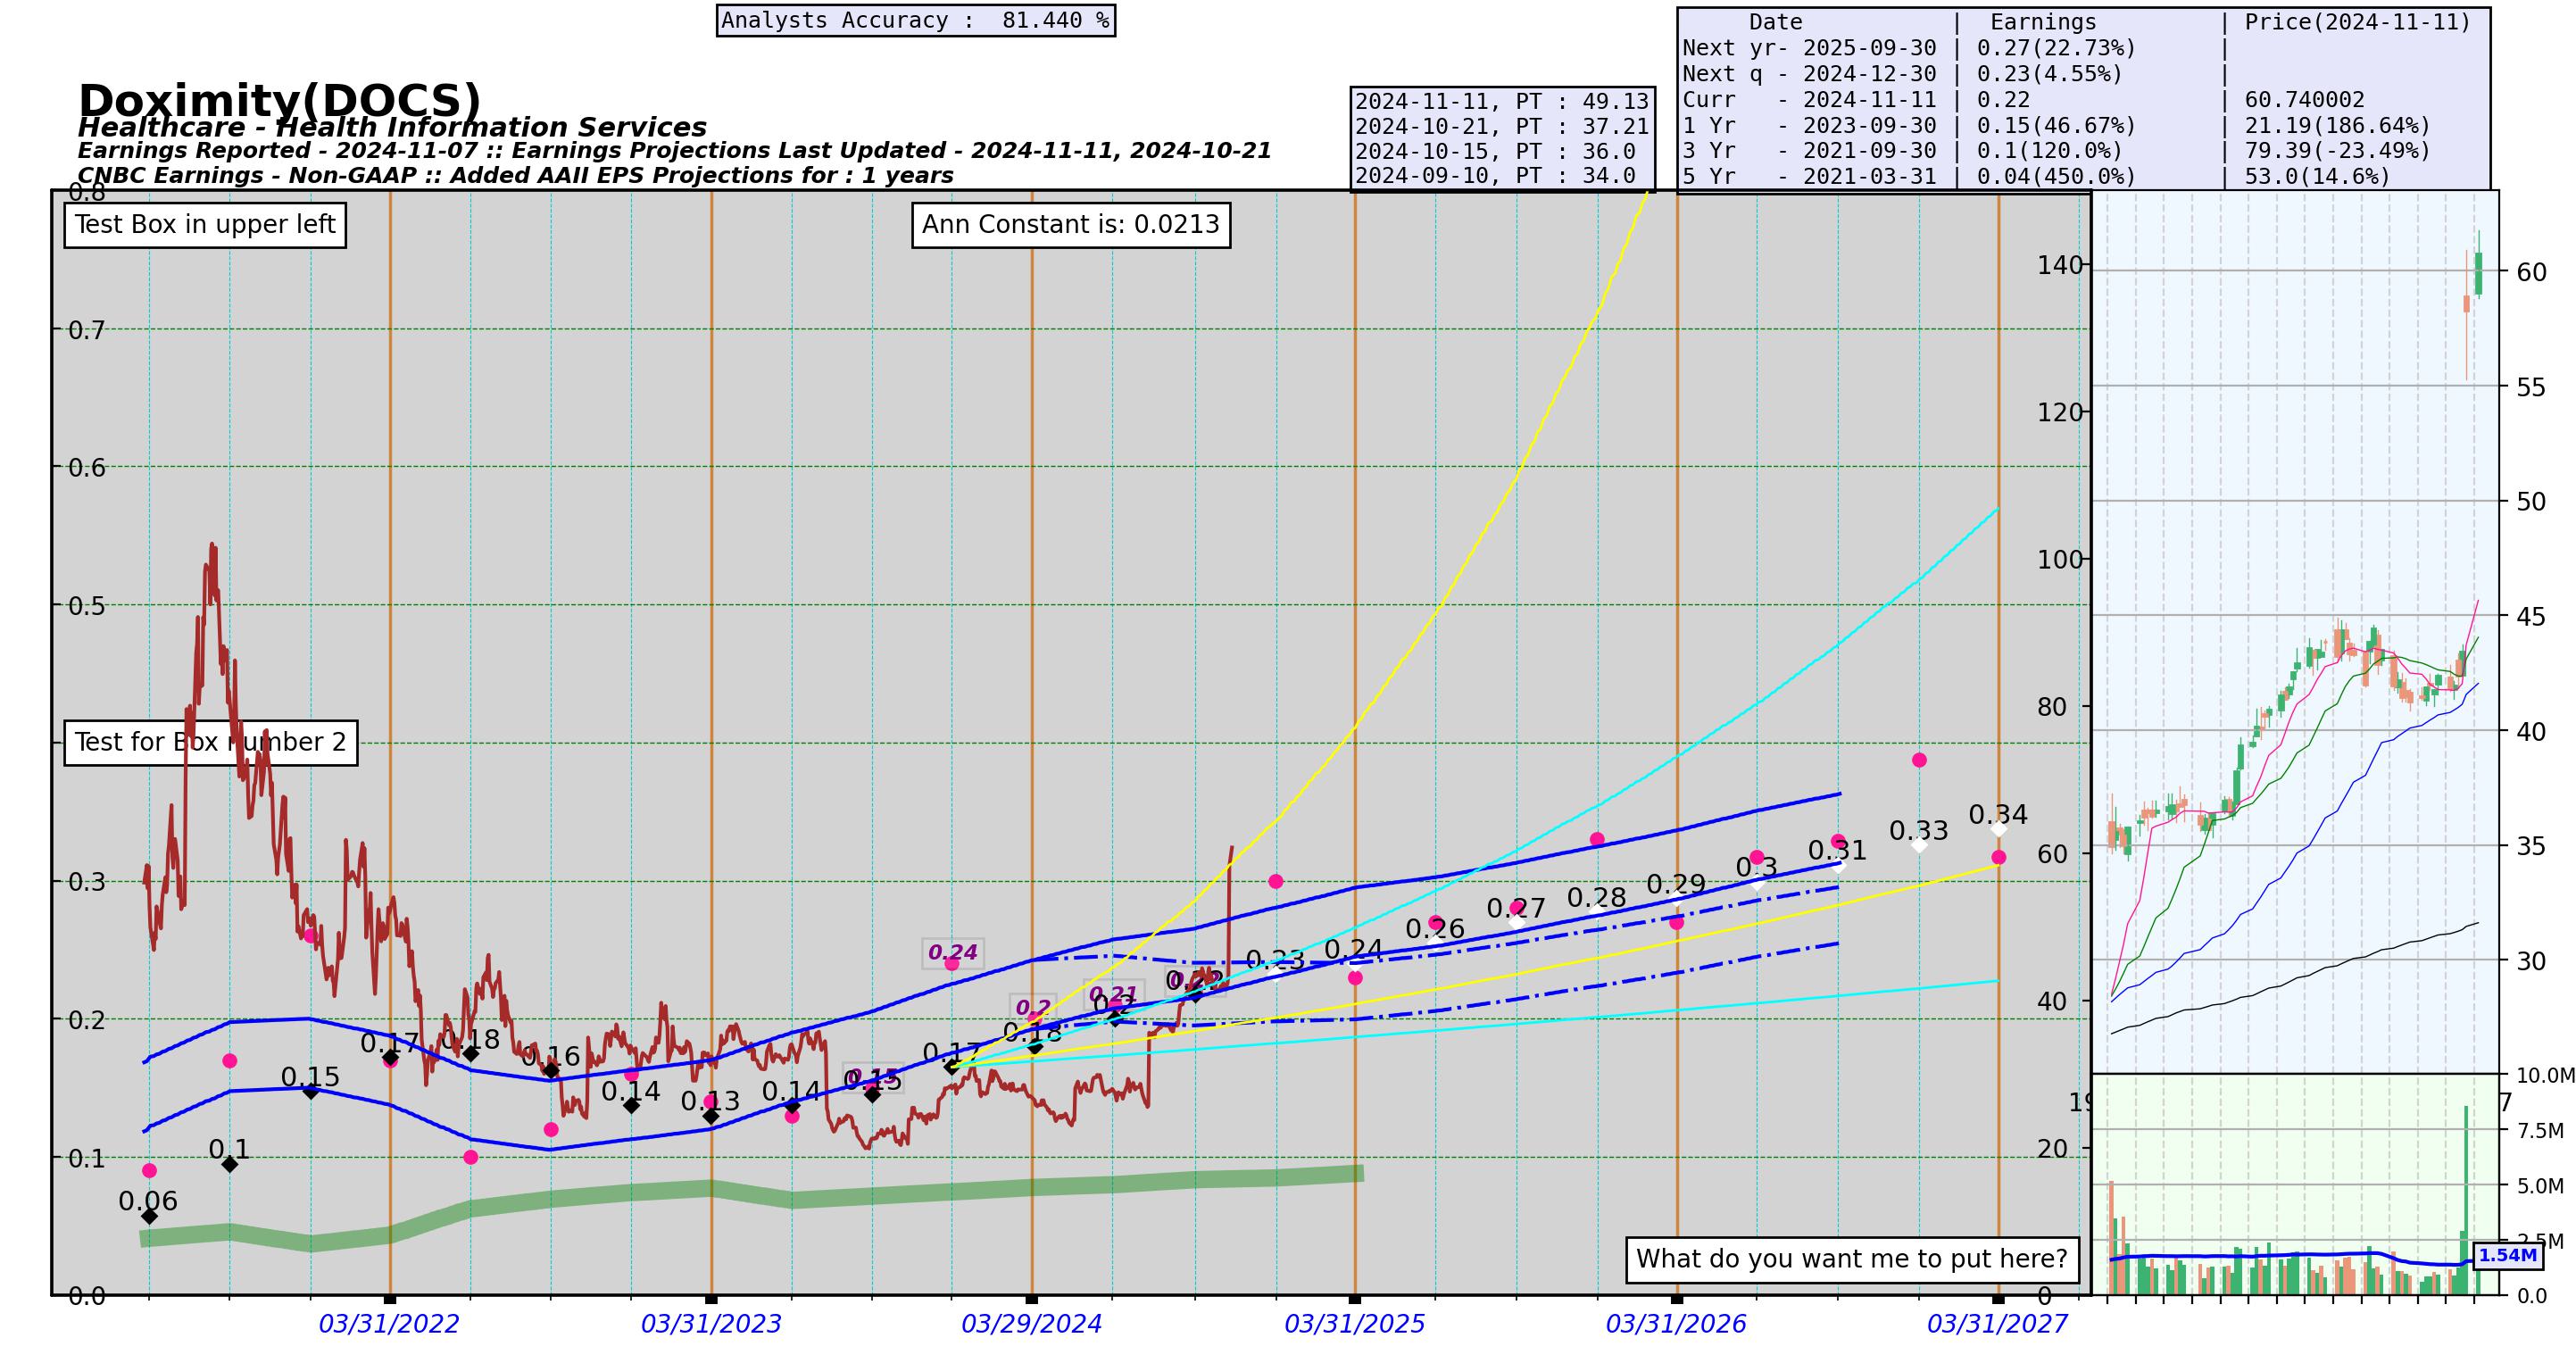 Analysts Accuracy :  81.440 %
Date | Earnings | Price(2024-11-11)
Next yr- 2025-09-30 | 0.27(22.73%) |
Next q - 2024-12-30 | 0.23(4.55%) |
Curr - 2024-11-11 | 0.22 | 60.740002
1 Yr - 2023-09-30 | 0.15(46.67%) | 21.19(186.64%)
3 Yr - 2021-09-30 | 0.1(120.0%) | 79.39(-23.49%)
5 Yr - 2021-03-31 | 0.04(450.0%) | 53.0(14.6%)
Doximity(DOCS)
Healthcare - Health Information Services
Earnings Reported - 2024-11-07 :: Earnings Projections Last Updated - 2024-11-11, 2024-10-21
CNBC Earnings - Non-GAAP :: Added AAII EPS Projections for : 1 years
2024-11-11, PT : 49.13
2024-10-21, PT : 37.21
2024-10-15, PT : 36.0
2024-09-10, PT : 34.0
Test Box in upper left
Ann Constant is: 0.0213
Test for Box number 2
What do you want me to put here?
0.8
0.7
0.6
0.5
0.3
0.2
0.1
0.0
0.06
0.1
0.15
0.17
0.18
0.16
0.14
0.13
0.14
0.15
0.17
0.24
0.18
0.2
0.2
0.21
0.22
0.23
0.24
0.26
0.27
0.28
0.29
0.3
0.31
0.33
0.34
140
120
100
80
60
40
20
0
60
55
50
45
40
35
30
10.0M
7.5M
5.0M
2.5M
1.54M
0.0
03/31/2022
03/31/2023
03/29/2024
03/31/2025
03/31/2026
03/31/2027